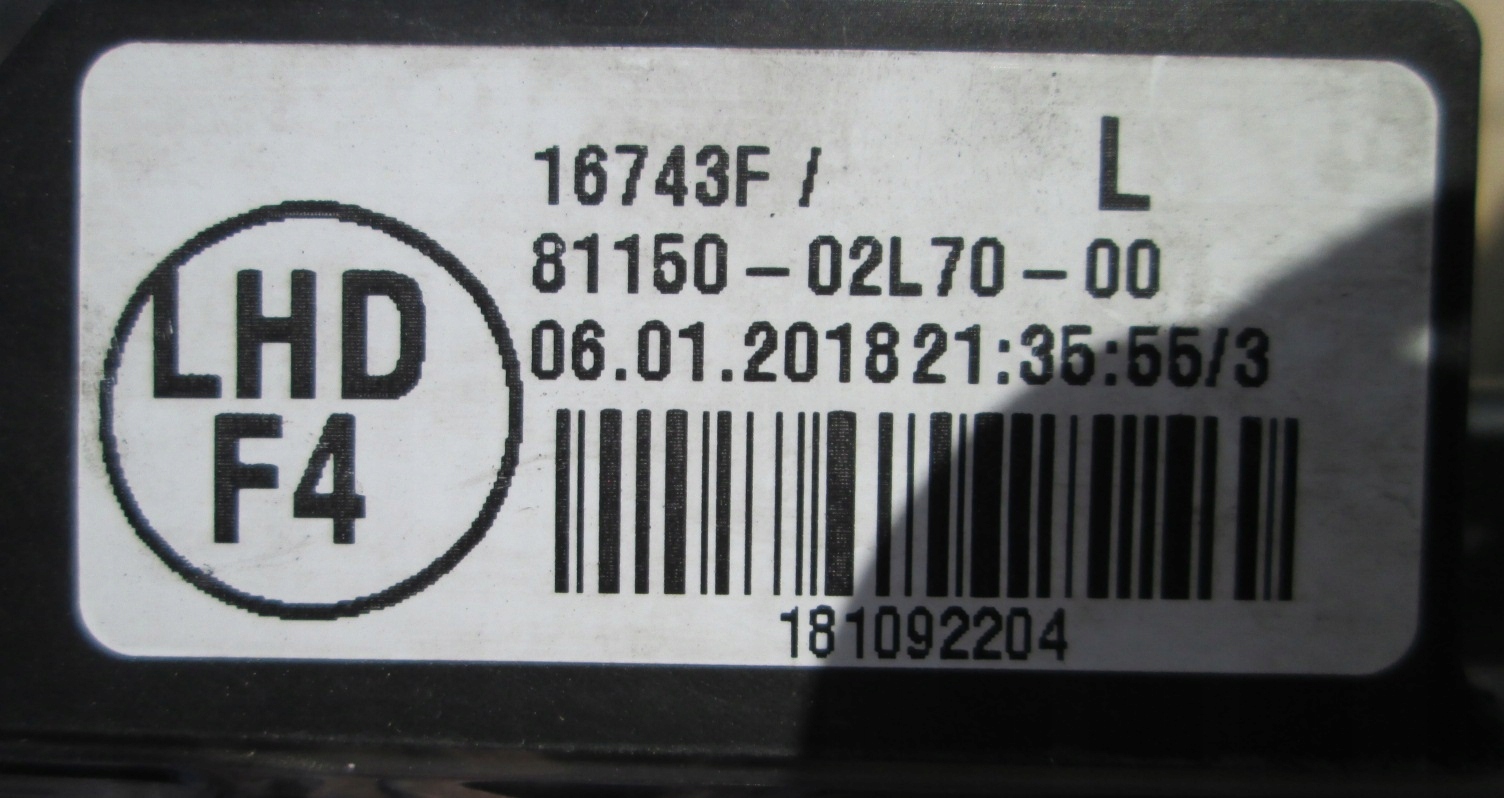 LHD
F4
16743F / L
81150-02L70-00
06.01.2018 21:35:55/3
181092204